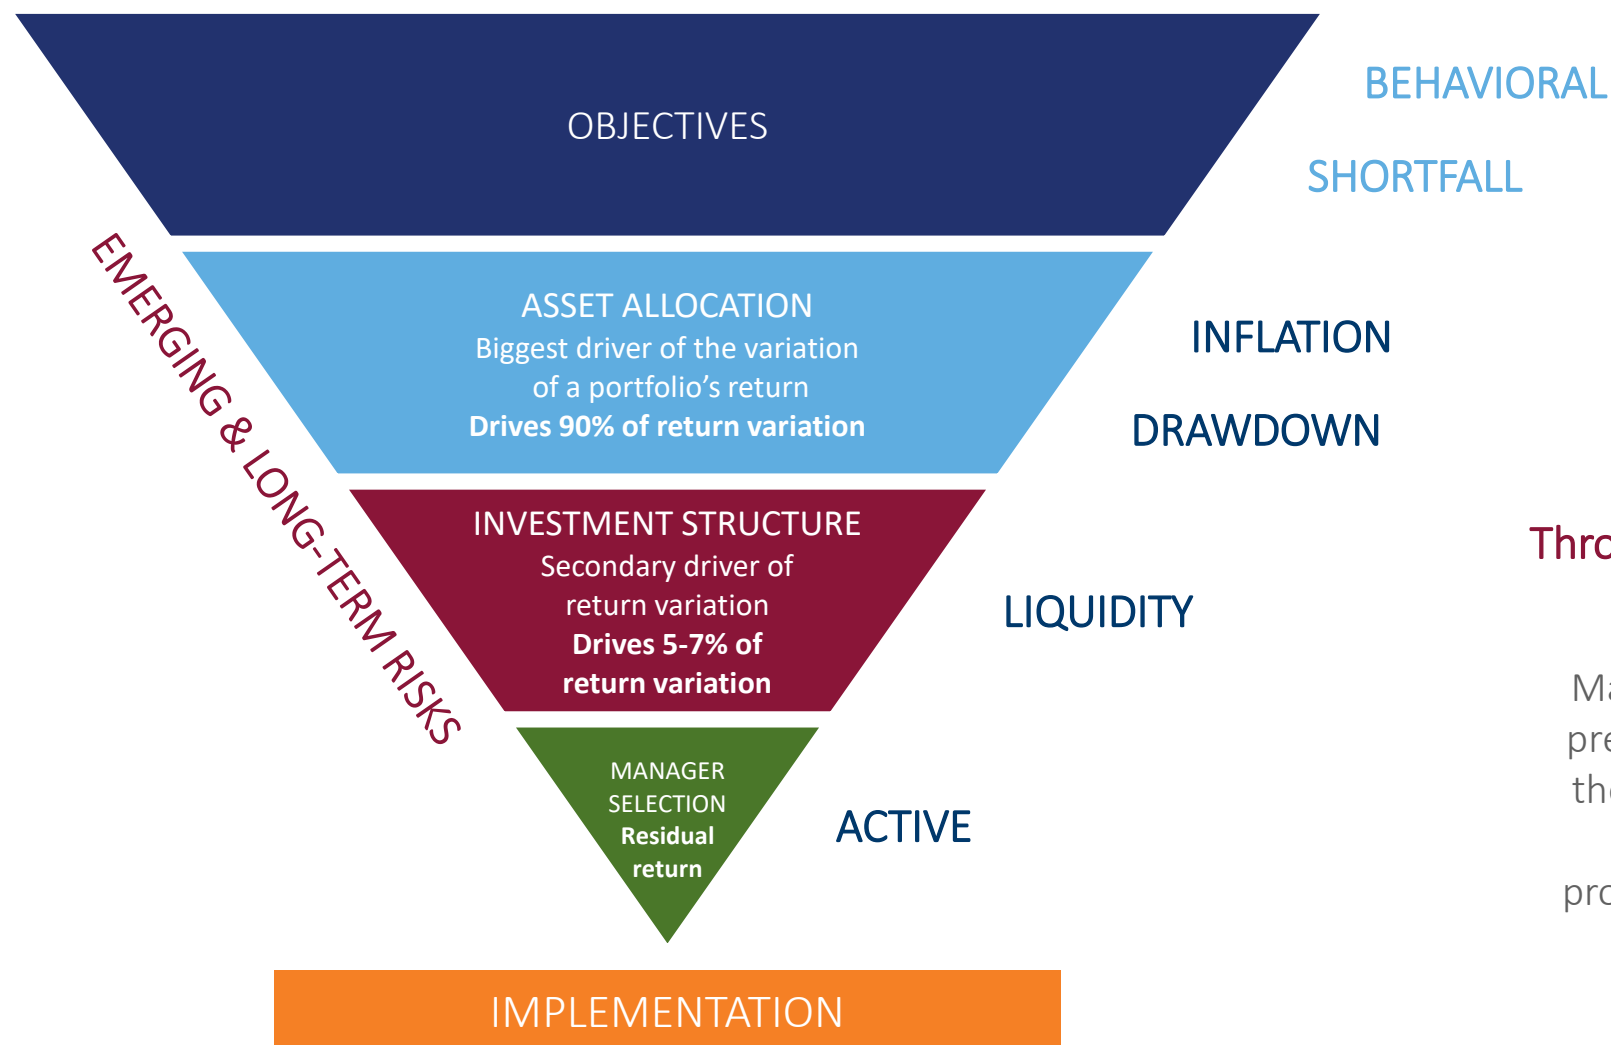 OBJECTIVES
BEHAVIORAL
SHORTFALL
EMERGING & LONG-TERM RISKS
ASSET ALLOCATION
Biggest driver of the variation
of a portfolio’s return
Drives 90% of return variation
INFLATION
DRAWDOWN
INVESTMENT STRUCTURE
Secondary driver of
return variation
Drives 5-7% of
return variation
LIQUIDITY
MANAGER
SELECTION
Residual
return
ACTIVE
IMPLEMENTATION